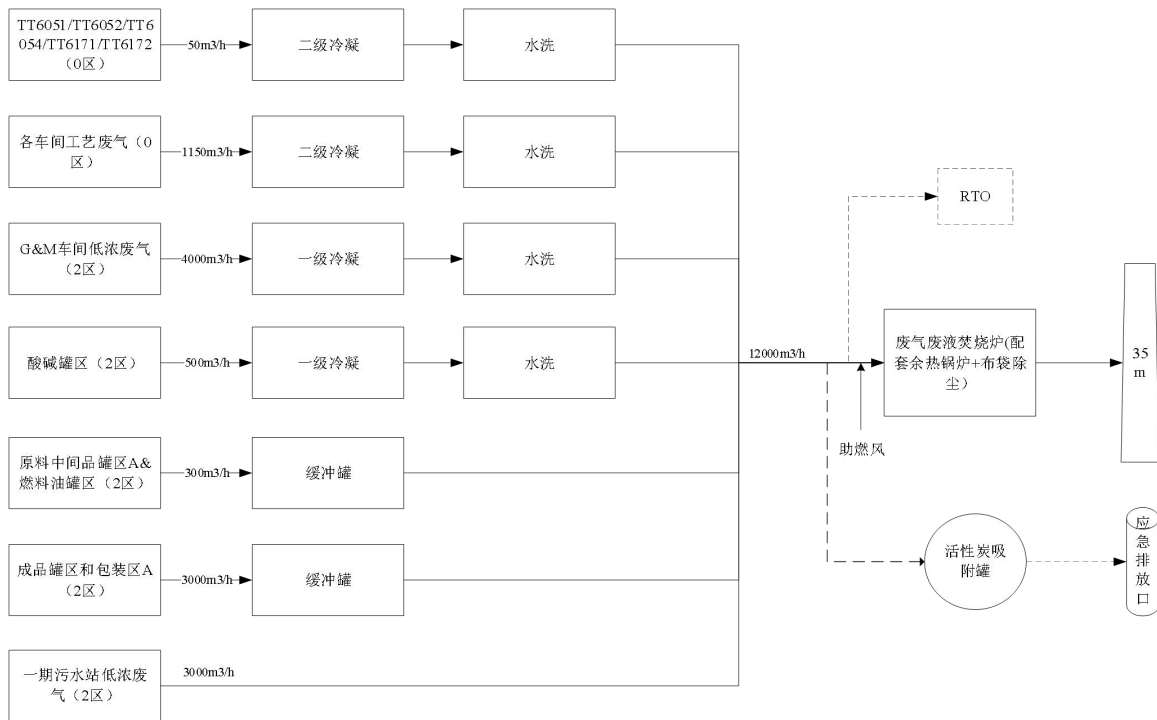 TT6051/TT6052/TT6
054/TT6171/TT6172
（0区）
50m3/h
二级冷凝
水洗
各车间工艺废气（0
区）
1150m3/h
二级冷凝
水洗
RTO
G&M车间低浓废气
（2区）
4000m3/h
一级冷凝
水洗
酸碱罐区（2区）
500m3/h
一级冷凝
水洗
12000m3/h
废气废液焚烧炉(配
套余热锅炉+布袋除
尘）
35
m
助燃风
原料中间品罐区A&
燃料油罐区（2区）
300m3/h
缓冲罐
成品罐区和包装区A
（2区）
3000m3/h
缓冲罐
活性炭吸
附罐
应
急
排
放
口
一期污水站低浓废
气（2区）
3000m3/h